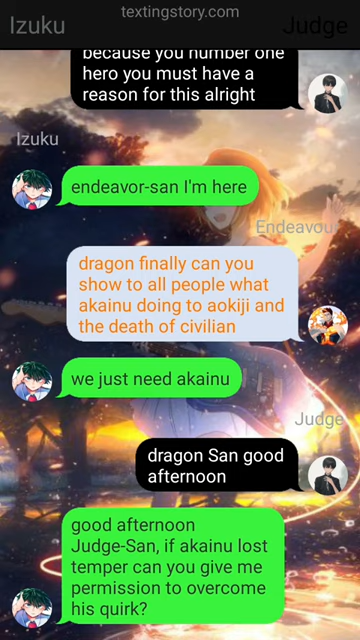 textingstory.com
Izuku
Judge
because you number one
hero you must have a
reason for this alright
Izuku
endeavor-san I'm here
Endeavour
dragon finally can you
show to all people what
akainu doing to aokiji and
the death of civilian
we just need akainu
Judge
dragon San good
afternoon
good afternoon
Judge-San, if akainu lost
temper can you give me
permission to overcome
his quirk?